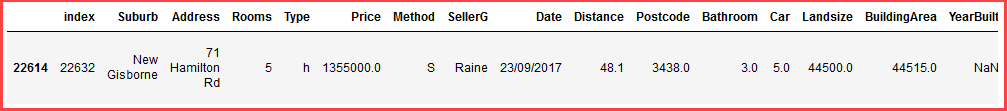 index Suburb Address Rooms Type Price Method SellerG Date Distance Postcode Bathroom Car Landsize BuildingArea YearBuilt
22614 22632 New Gisborne 71 Hamilton Rd 5 h 1355000.0 S Raine 23/09/2017 48.1 3438.0 3.0 5.0 44500.0 44515.0 NaN